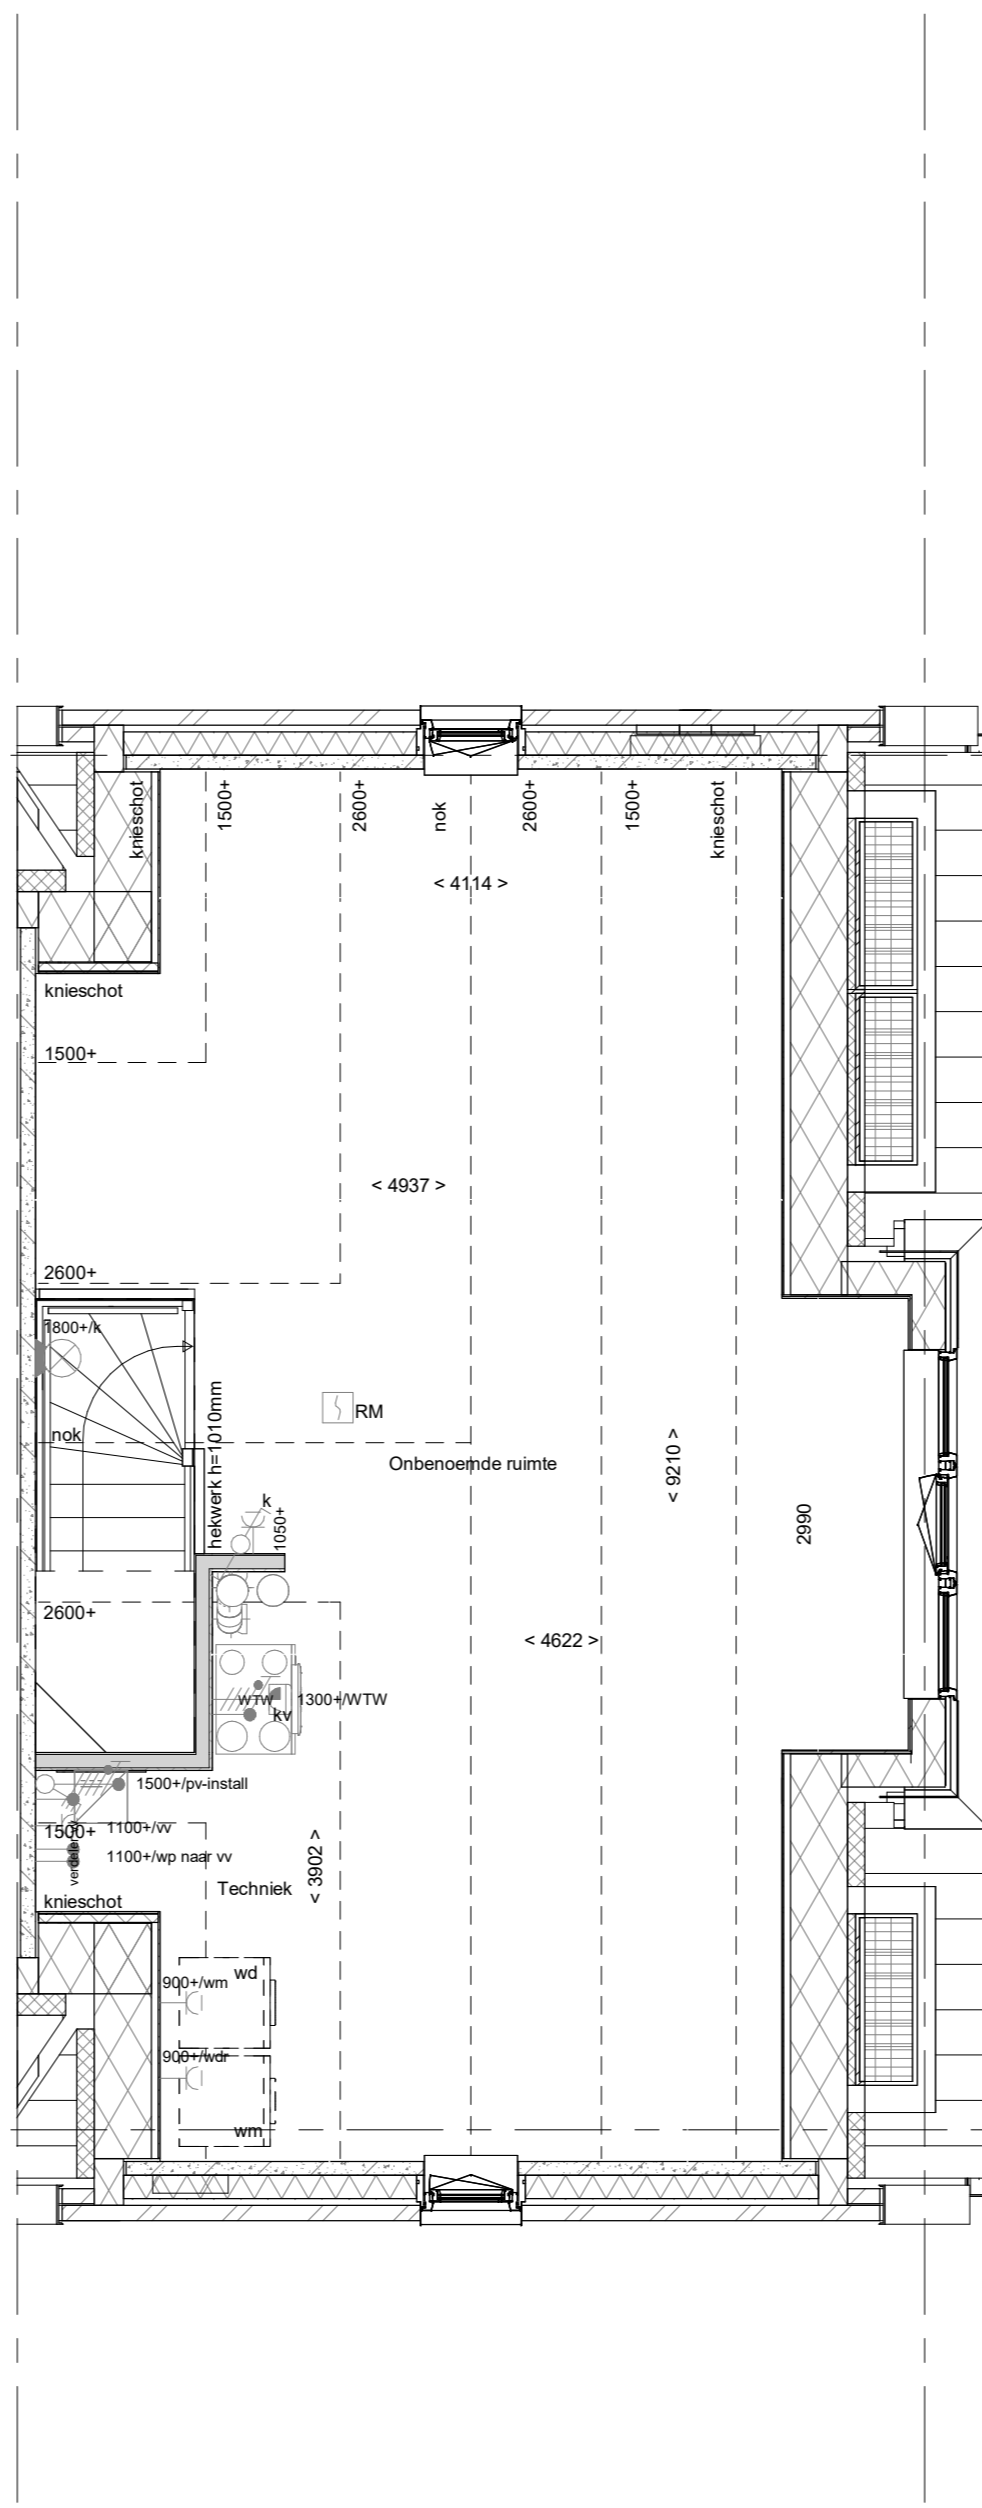 knieschot
1500+
2600+
nok
2600+
1500+
knieschot
< 4114 >
knieschot
1500+
< 4937 >
2600+
1800+/k
nok
hekwerk h=1010mm
RM
Onbenoemde ruimte
< 9210 >
2990
k
1050+
2600+
< 4622 >
WTW
1300+/WTW
kv
1500+/pv-install
1500+
1100+/vv
1100+/wp naar vv
< 3902 >
Techniek
knieschot
wd
900+/wm
900+/wdr
wm